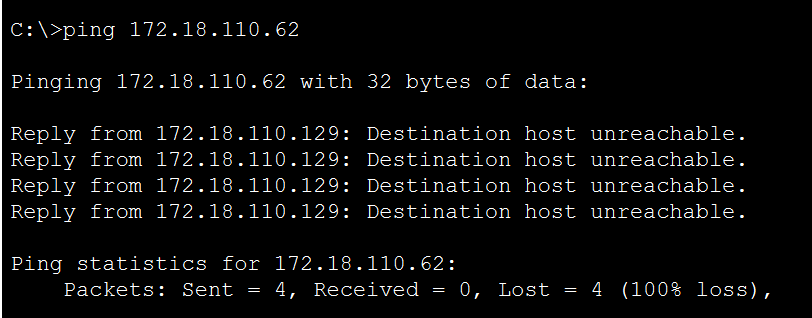 C:\>ping 172.18.110.62
Pinging 172.18.110.62 with 32 bytes of data:
Reply from 172.18.110.129: Destination host unreachable.
Reply from 172.18.110.129: Destination host unreachable.
Reply from 172.18.110.129: Destination host unreachable.
Reply from 172.18.110.129: Destination host unreachable.
Ping statistics for 172.18.110.62:
    Packets: Sent = 4, Received = 0, Lost = 4 (100% loss),